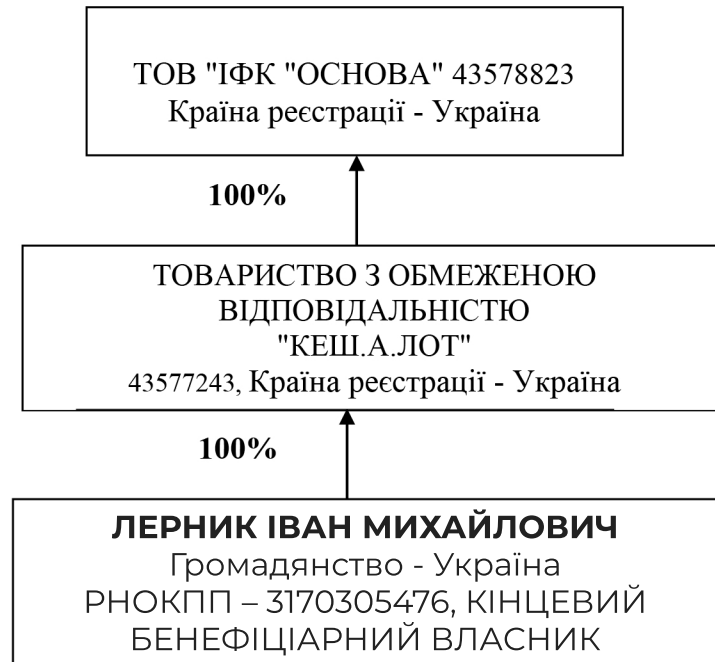 ТОВ "ІФК "ОСНОВА" 43578823
Країна реєстрації - Україна
100%
ТОВАРИСТВО З ОБМЕЖЕНОЮ
ВІДПОВІДАЛЬНІСТЮ
"КЕШ.А.ЛОТ"
43577243, Країна реєстрації - Україна
100%
ЛЕРНИК ІВАН МИХАЙЛОВИЧ
Громадянство - Україна
РНОКПП – 3170305476, КІНЦЕВИЙ
БЕНЕФІЦІАРНИЙ ВЛАСНИК